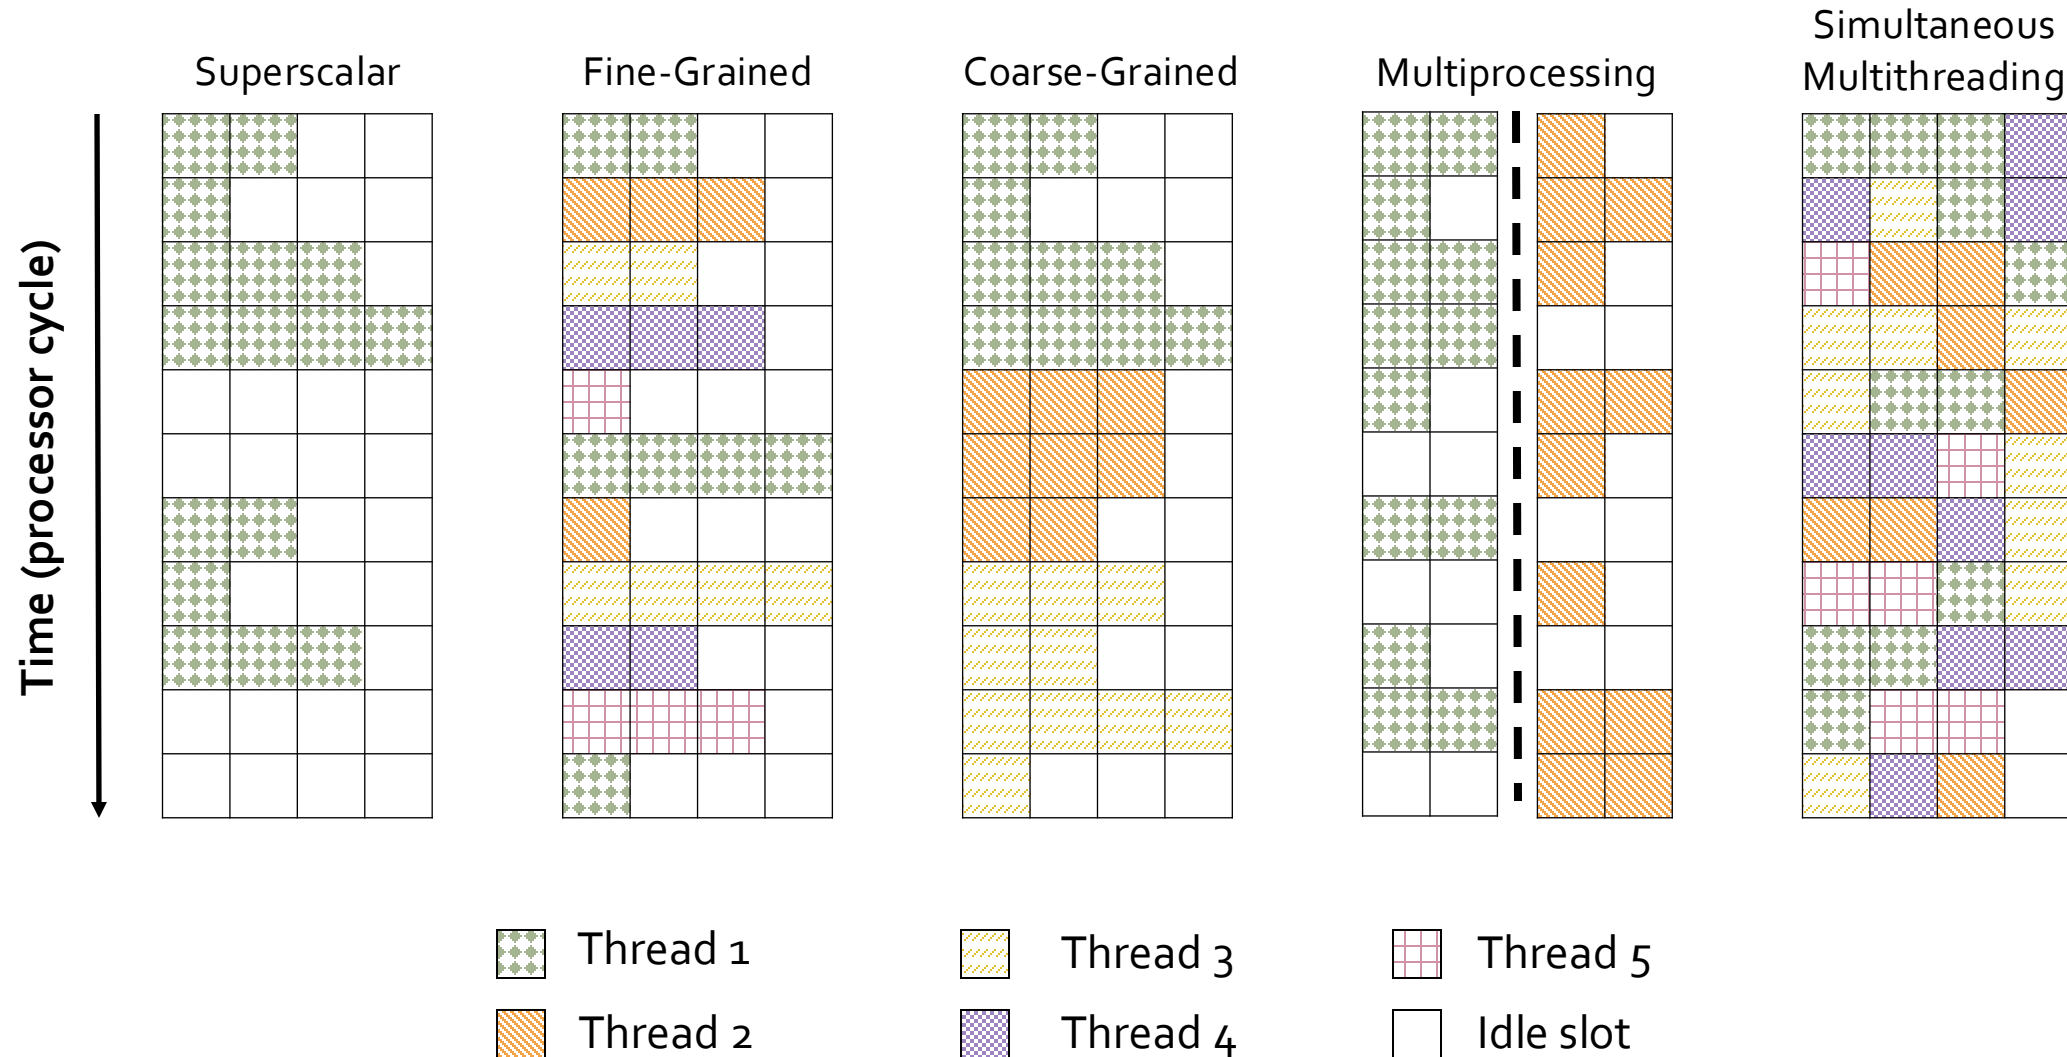 Superscalar
Fine-Grained
Coarse-Grained
Multiprocessing
Simultaneous
Multithreading
Time (processor cycle)
Thread 1
Thread 3
Thread 5
Thread 2
Thread 4
Idle slot